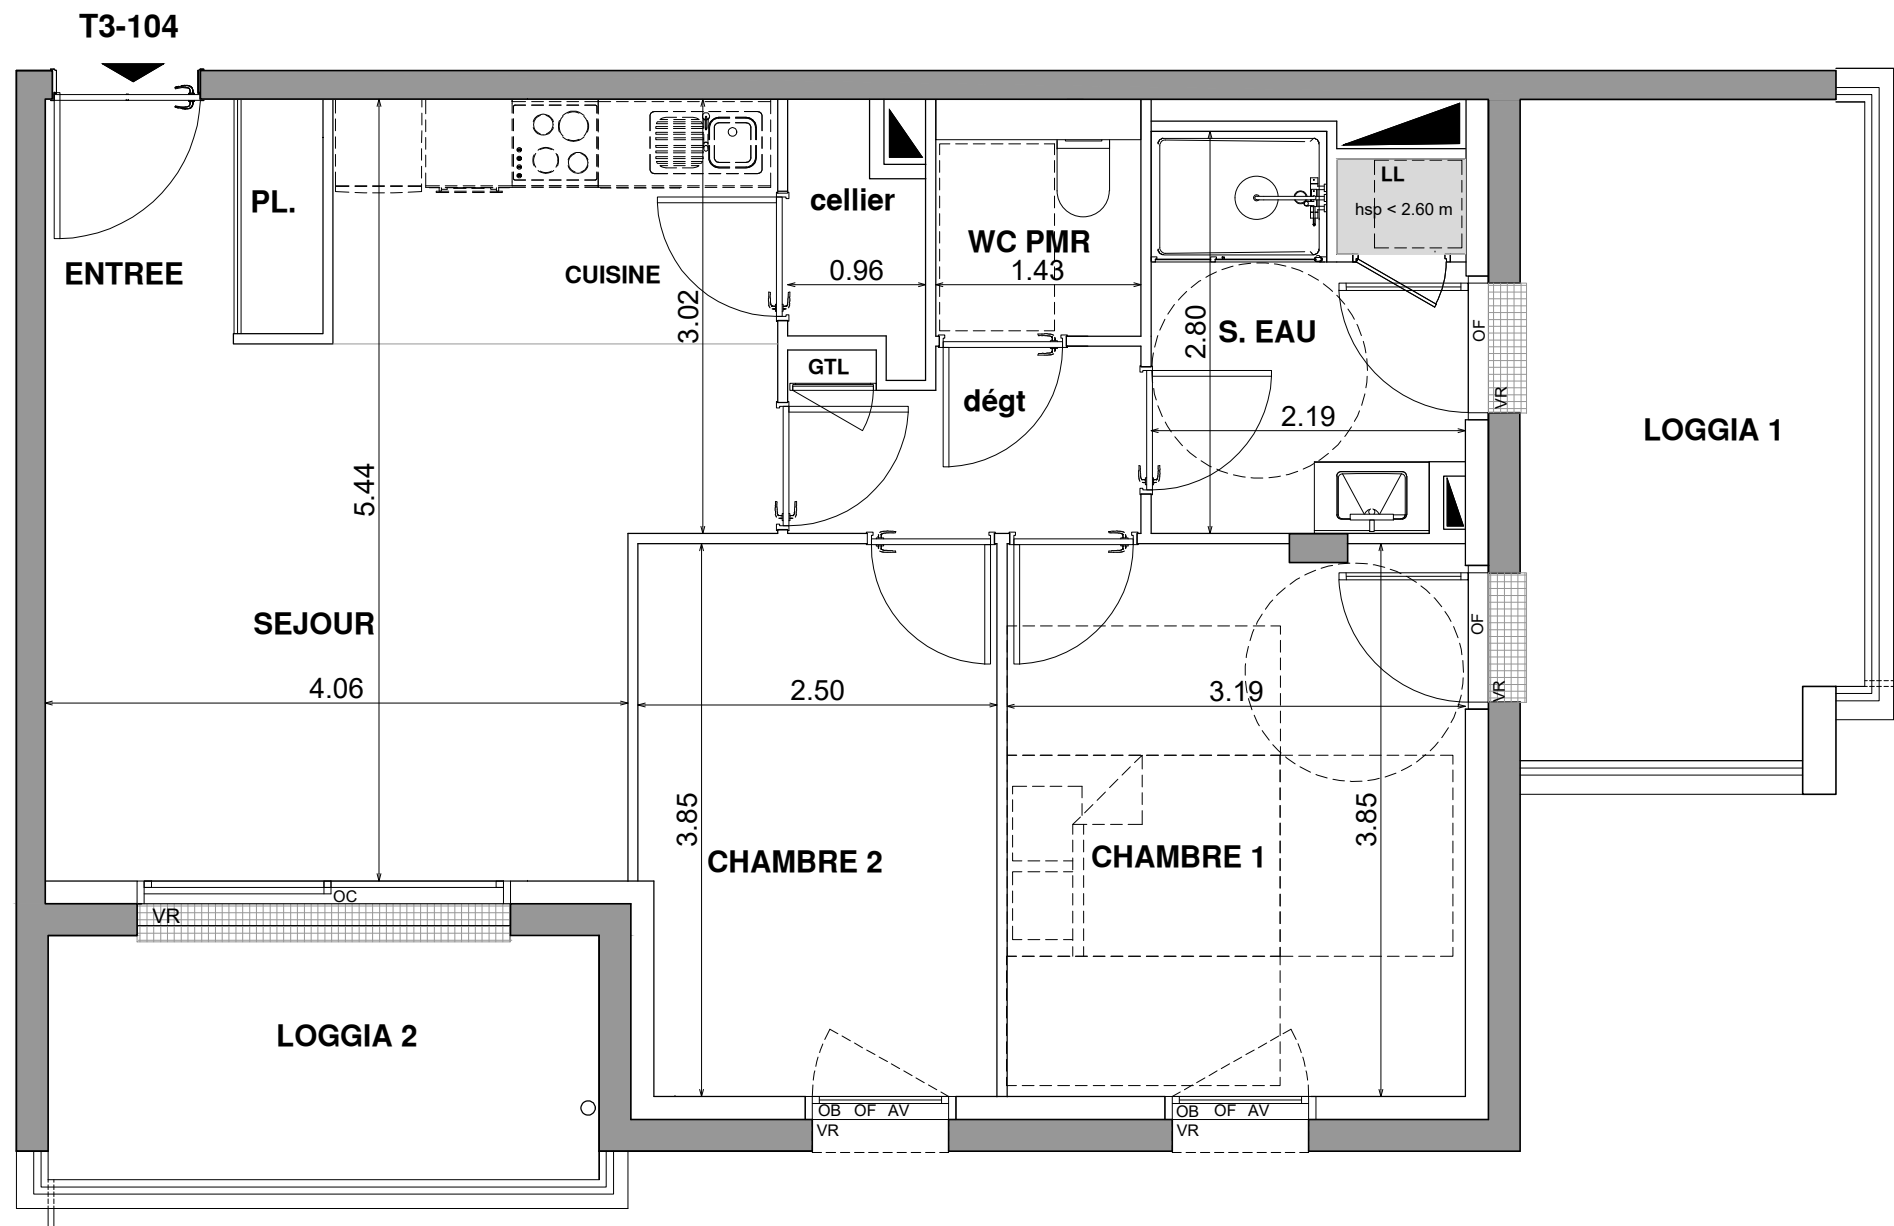 T3-104
PL.
ENTREE
CUISINE
3.02
cellier
0.96
WC PMR
1.43
LL
hsp < 2.60 m
2.80
S. EAU
OF
VR
GTL
dégt
2.19
LOGGIA 1
5.44
SEJOUR
4.06
2.50
3.19
OF
VR
3.85
CHAMBRE 2
CHAMBRE 1
3.85
OC
VR
LOGGIA 2
OB OF AV
VR
OB OF AV
VR